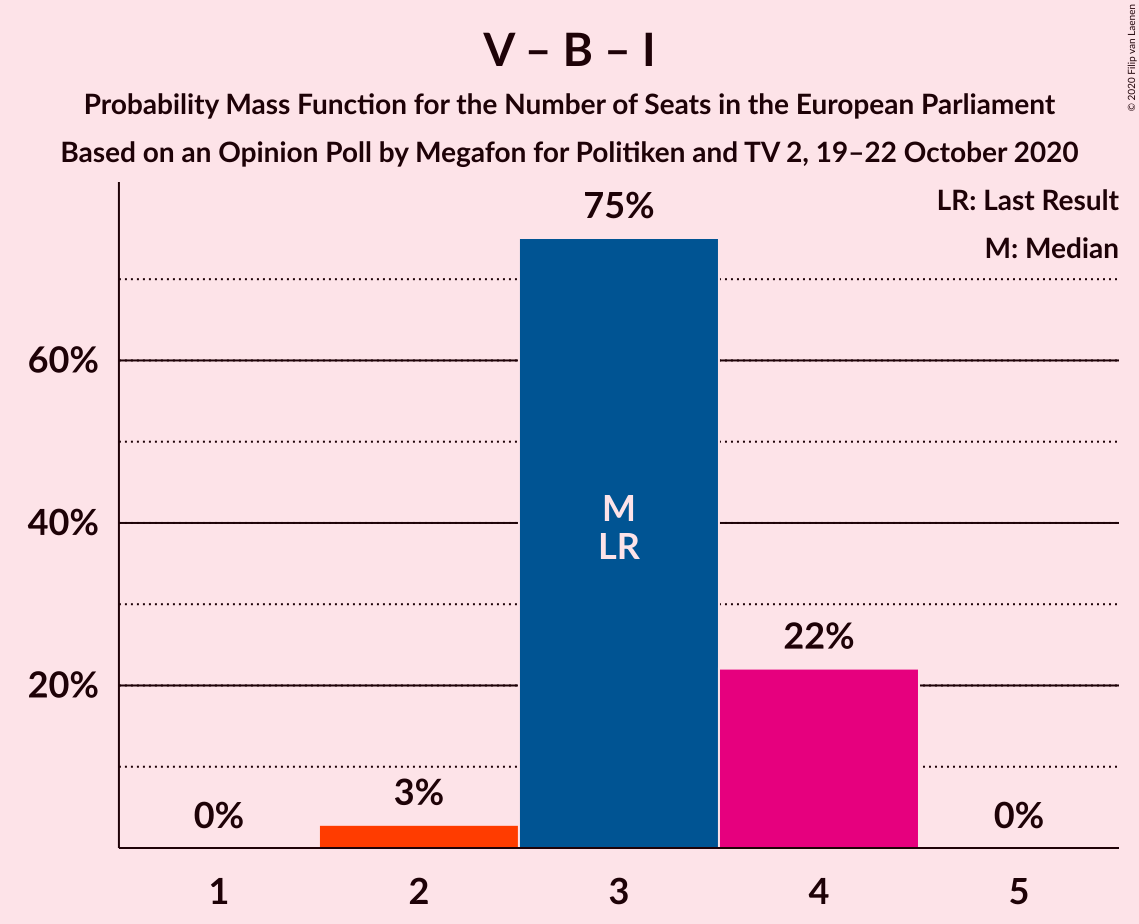 V – B – I
Probability Mass Function for the Number of Seats in the European Parliament
Based on an Opinion Poll by Megafon for Politiken and TV 2, 19–22 October 2020
© 2020 Filip van Laenen
LR: Last Result
M: Median
75%
60%
40%
20%
M
LR
22%
3%
0%
0%
1 2 3 4 5